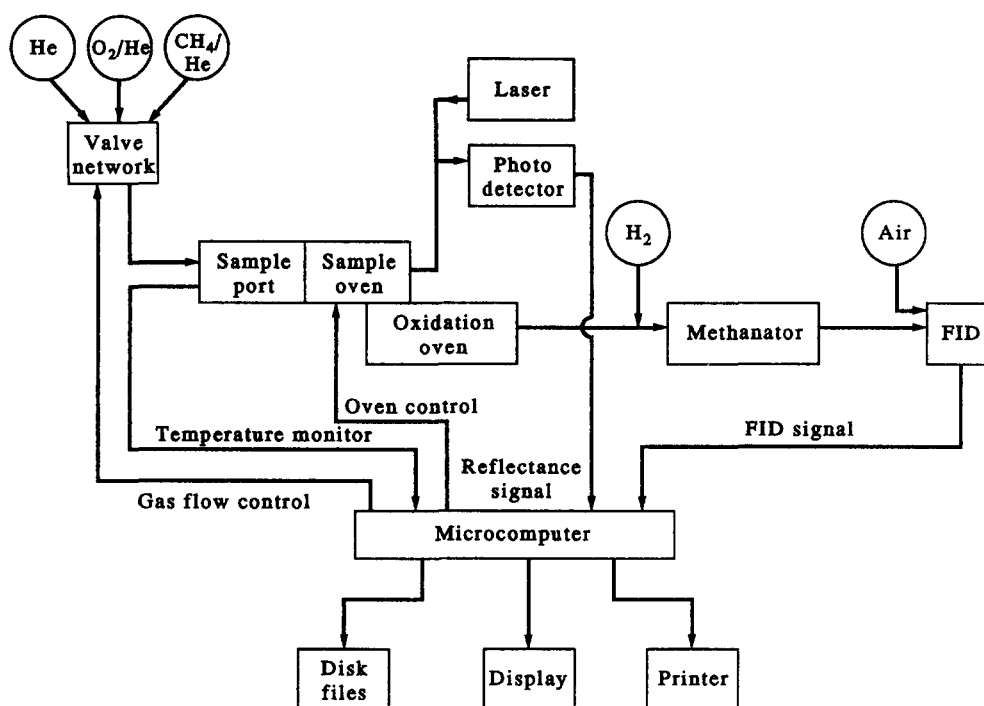 He
O₂/He
CH₄/
He
Laser
Valve
network
Photo
detector
H₂
Air
Sample
port
Sample
oven
Oxidation
oven
Methanator
FID
Oven control
Temperature monitor
FID signal
Reflectance
signal
Gas flow control
Microcomputer
Disk
files
Display
Printer